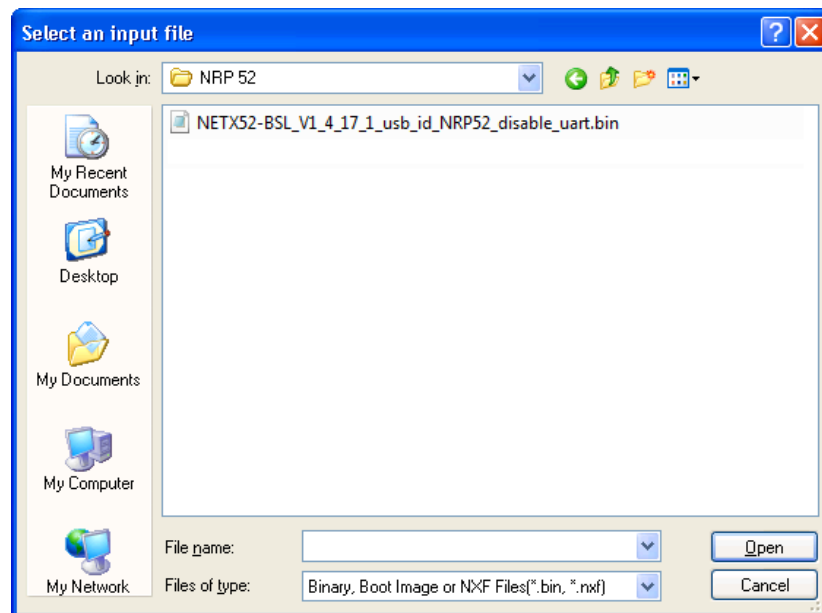 Select an input file
Look in: NRP 52
NETX52-BSL_V1_4_17_1_usb_id_NRP52_disable_uart.bin
My Recent
Documents
Desktop
My Documents
My Computer
My Network
File name:
Open
Files of type: Binary, Boot Image or NXF Files(*.bin, *.nxf)
Cancel